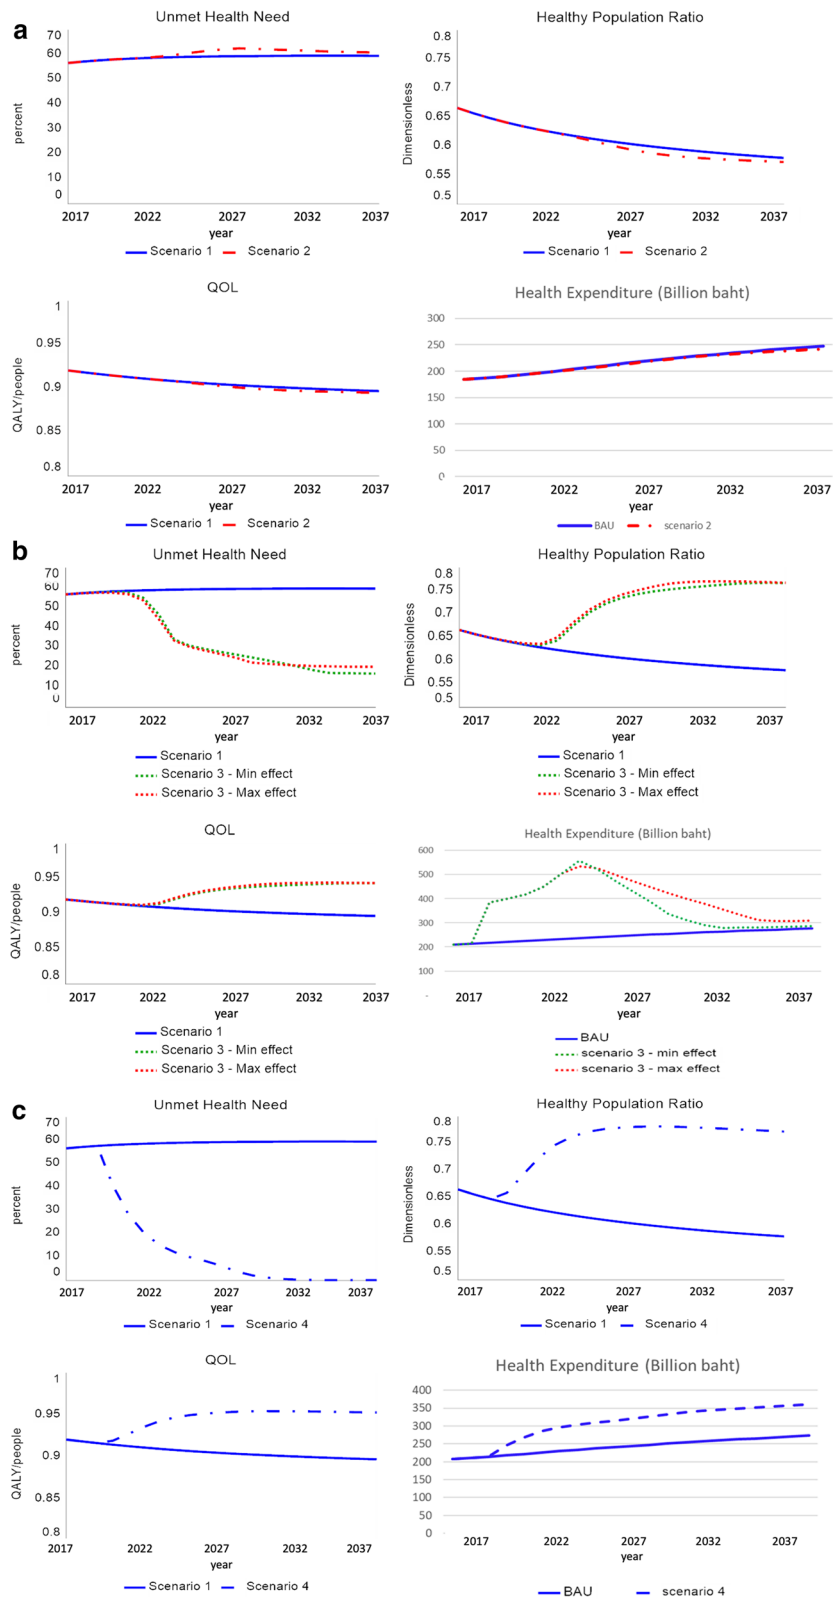 a
Unmet Health Need
70
60
50
40
30
20
10
0
percent
2017 2022 2027 2032 2037
year
Scenario 1 Scenario 2
Healthy Population Ratio
0.8
0.75
0.7
0.65
0.6
0.55
0.5
Dimensionless
2017 2022 2027 2032 2037
year
Scenario 1 Scenario 2
QOL
1
0.95
0.9
0.85
0.8
QALY/people
2017 2022 2027 2032 2037
year
Scenario 1 Scenario 2
Health Expenditure (Billion baht)
300
250
200
150
100
50
0
2017 2022 2027 2032 2037
year
BAU scenario 2
b
Unmet Health Need
70
60
50
40
30
20
10
0
percent
2017 2022 2027 2032 2037
year
Scenario 1
Scenario 3 - Min effect
Scenario 3 - Max effect
Healthy Population Ratio
0.8
0.75
0.7
0.65
0.6
0.55
0.5
Dimensionless
2017 2022 2027 2032 2037
year
Scenario 1
Scenario 3 - Min effect
Scenario 3 - Max effect
QOL
1
0.95
0.9
0.85
0.8
QALY/people
2017 2022 2027 2032 2037
year
Scenario 1
Scenario 3 - Min effect
Scenario 3 - Max effect
Health Expenditure (Billion baht)
600
500
400
300
200
100
-
2017 2022 2027 2032 2037
year
BAU
scenario 3 - min effect
scenario 3 - max effect
c
Unmet Health Need
70
60
50
40
30
20
10
0
percent
2017 2022 2027 2032 2037
year
Scenario 1 Scenario 4
Healthy Population Ratio
0.8
0.75
0.7
0.65
0.6
0.55
0.5
Dimensionless
2017 2022 2027 2032 2037
year
Scenario 1 Scenario 4
QOL
1
0.95
0.9
0.85
0.8
QALY/people
2017 2022 2027 2032 2037
year
Scenario 1 Scenario 4
Health Expenditure (Billion baht)
400
350
300
250
200
150
100
50
0
2017 2022 2027 2032 2037
year
BAU scenario 4